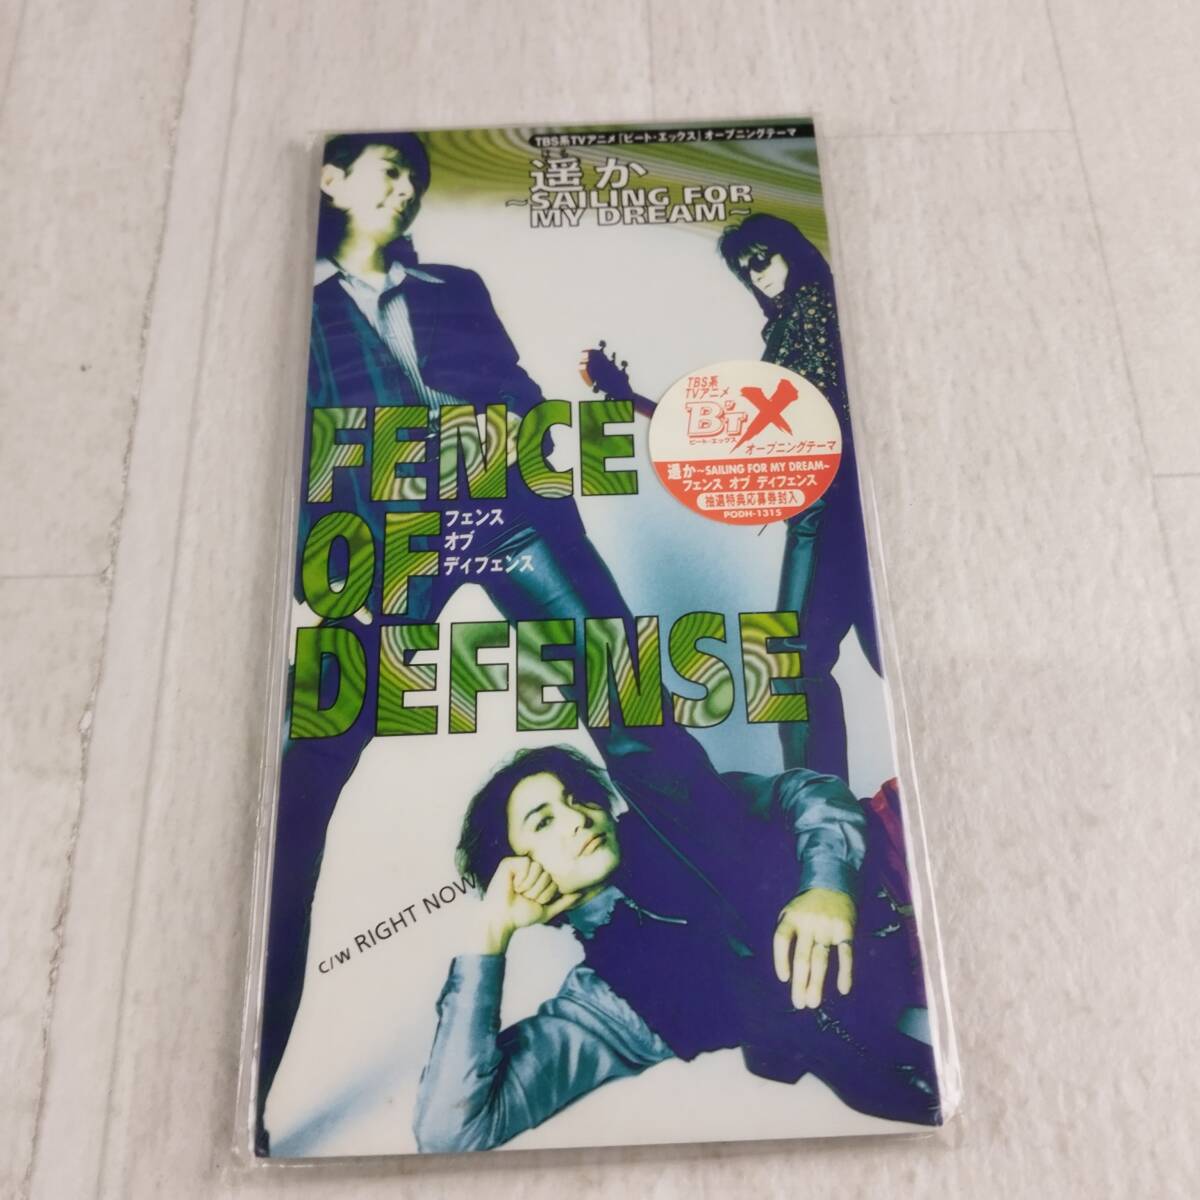 TBS系TVアニメ「ビート・エックス」オープニングテーマ
遥か
～SAILING FOR
MY DREAM～
FENCE
OF
DEFENSE
フェンス
オブ
ディフェンス
TBS系
TVアニメ
B'T X
ビート・エックス
オープニングテーマ
遥か～SAILING FOR MY DREAM～
フェンス オブ ディフェンス
抽選特典応募券封入
PODH-1315
c/w RIGHT NOW